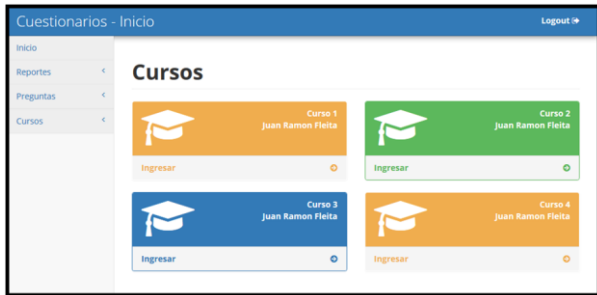 Cuestionarios - Inicio
Logout
Inicio
Reportes
Preguntas
Cursos
Cursos
Curso 1
Juan Ramon Fleita
Ingresar
Curso 2
Juan Ramon Fleita
Ingresar
Curso 3
Juan Ramon Fleita
Ingresar
Curso 4
Juan Ramon Fleita
Ingresar